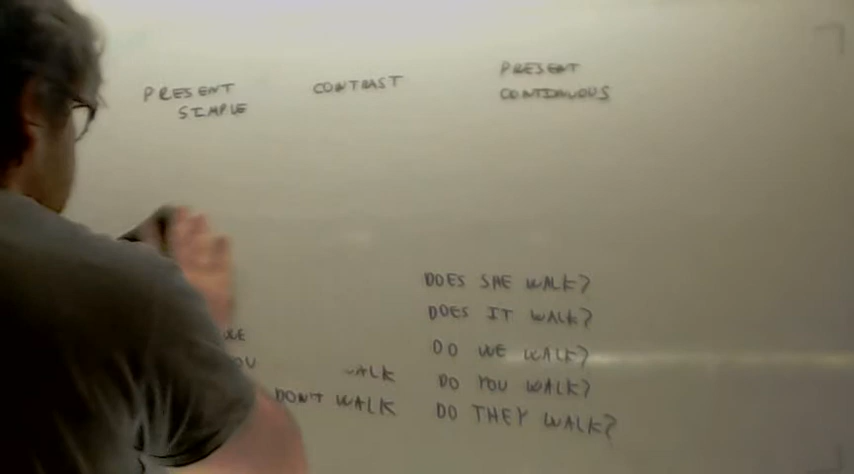 PRESENT
SIMPLE
CONTRAST
PRESENT
CONTINUOUS
DOES SHE WALK?
DOES IT WALK?
DO WE WALK?
DO YOU WALK?
DON'T WALK DO THEY WALK?